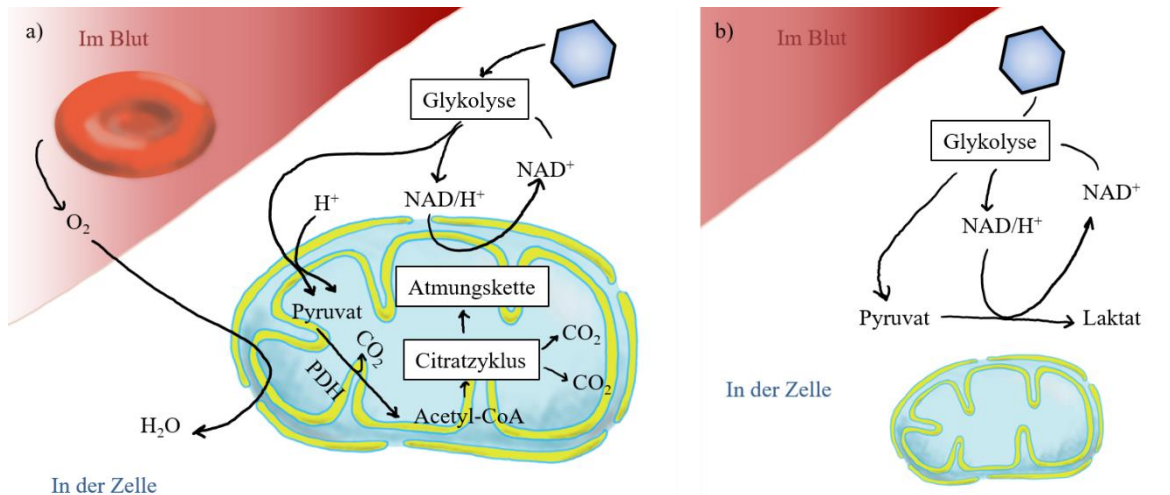 a)
Im Blut
Glykolyse
NAD⁺
H⁺
NAD/H⁺
O₂
Atmungskette
Pyruvat
CO₂
CO₂
Citratzyklus
PDH
CO₂
Acetyl-CoA
H₂O
In der Zelle
b)
Im Blut
Glykolyse
NAD⁺
NAD/H⁺
Pyruvat
Laktat
In der Zelle